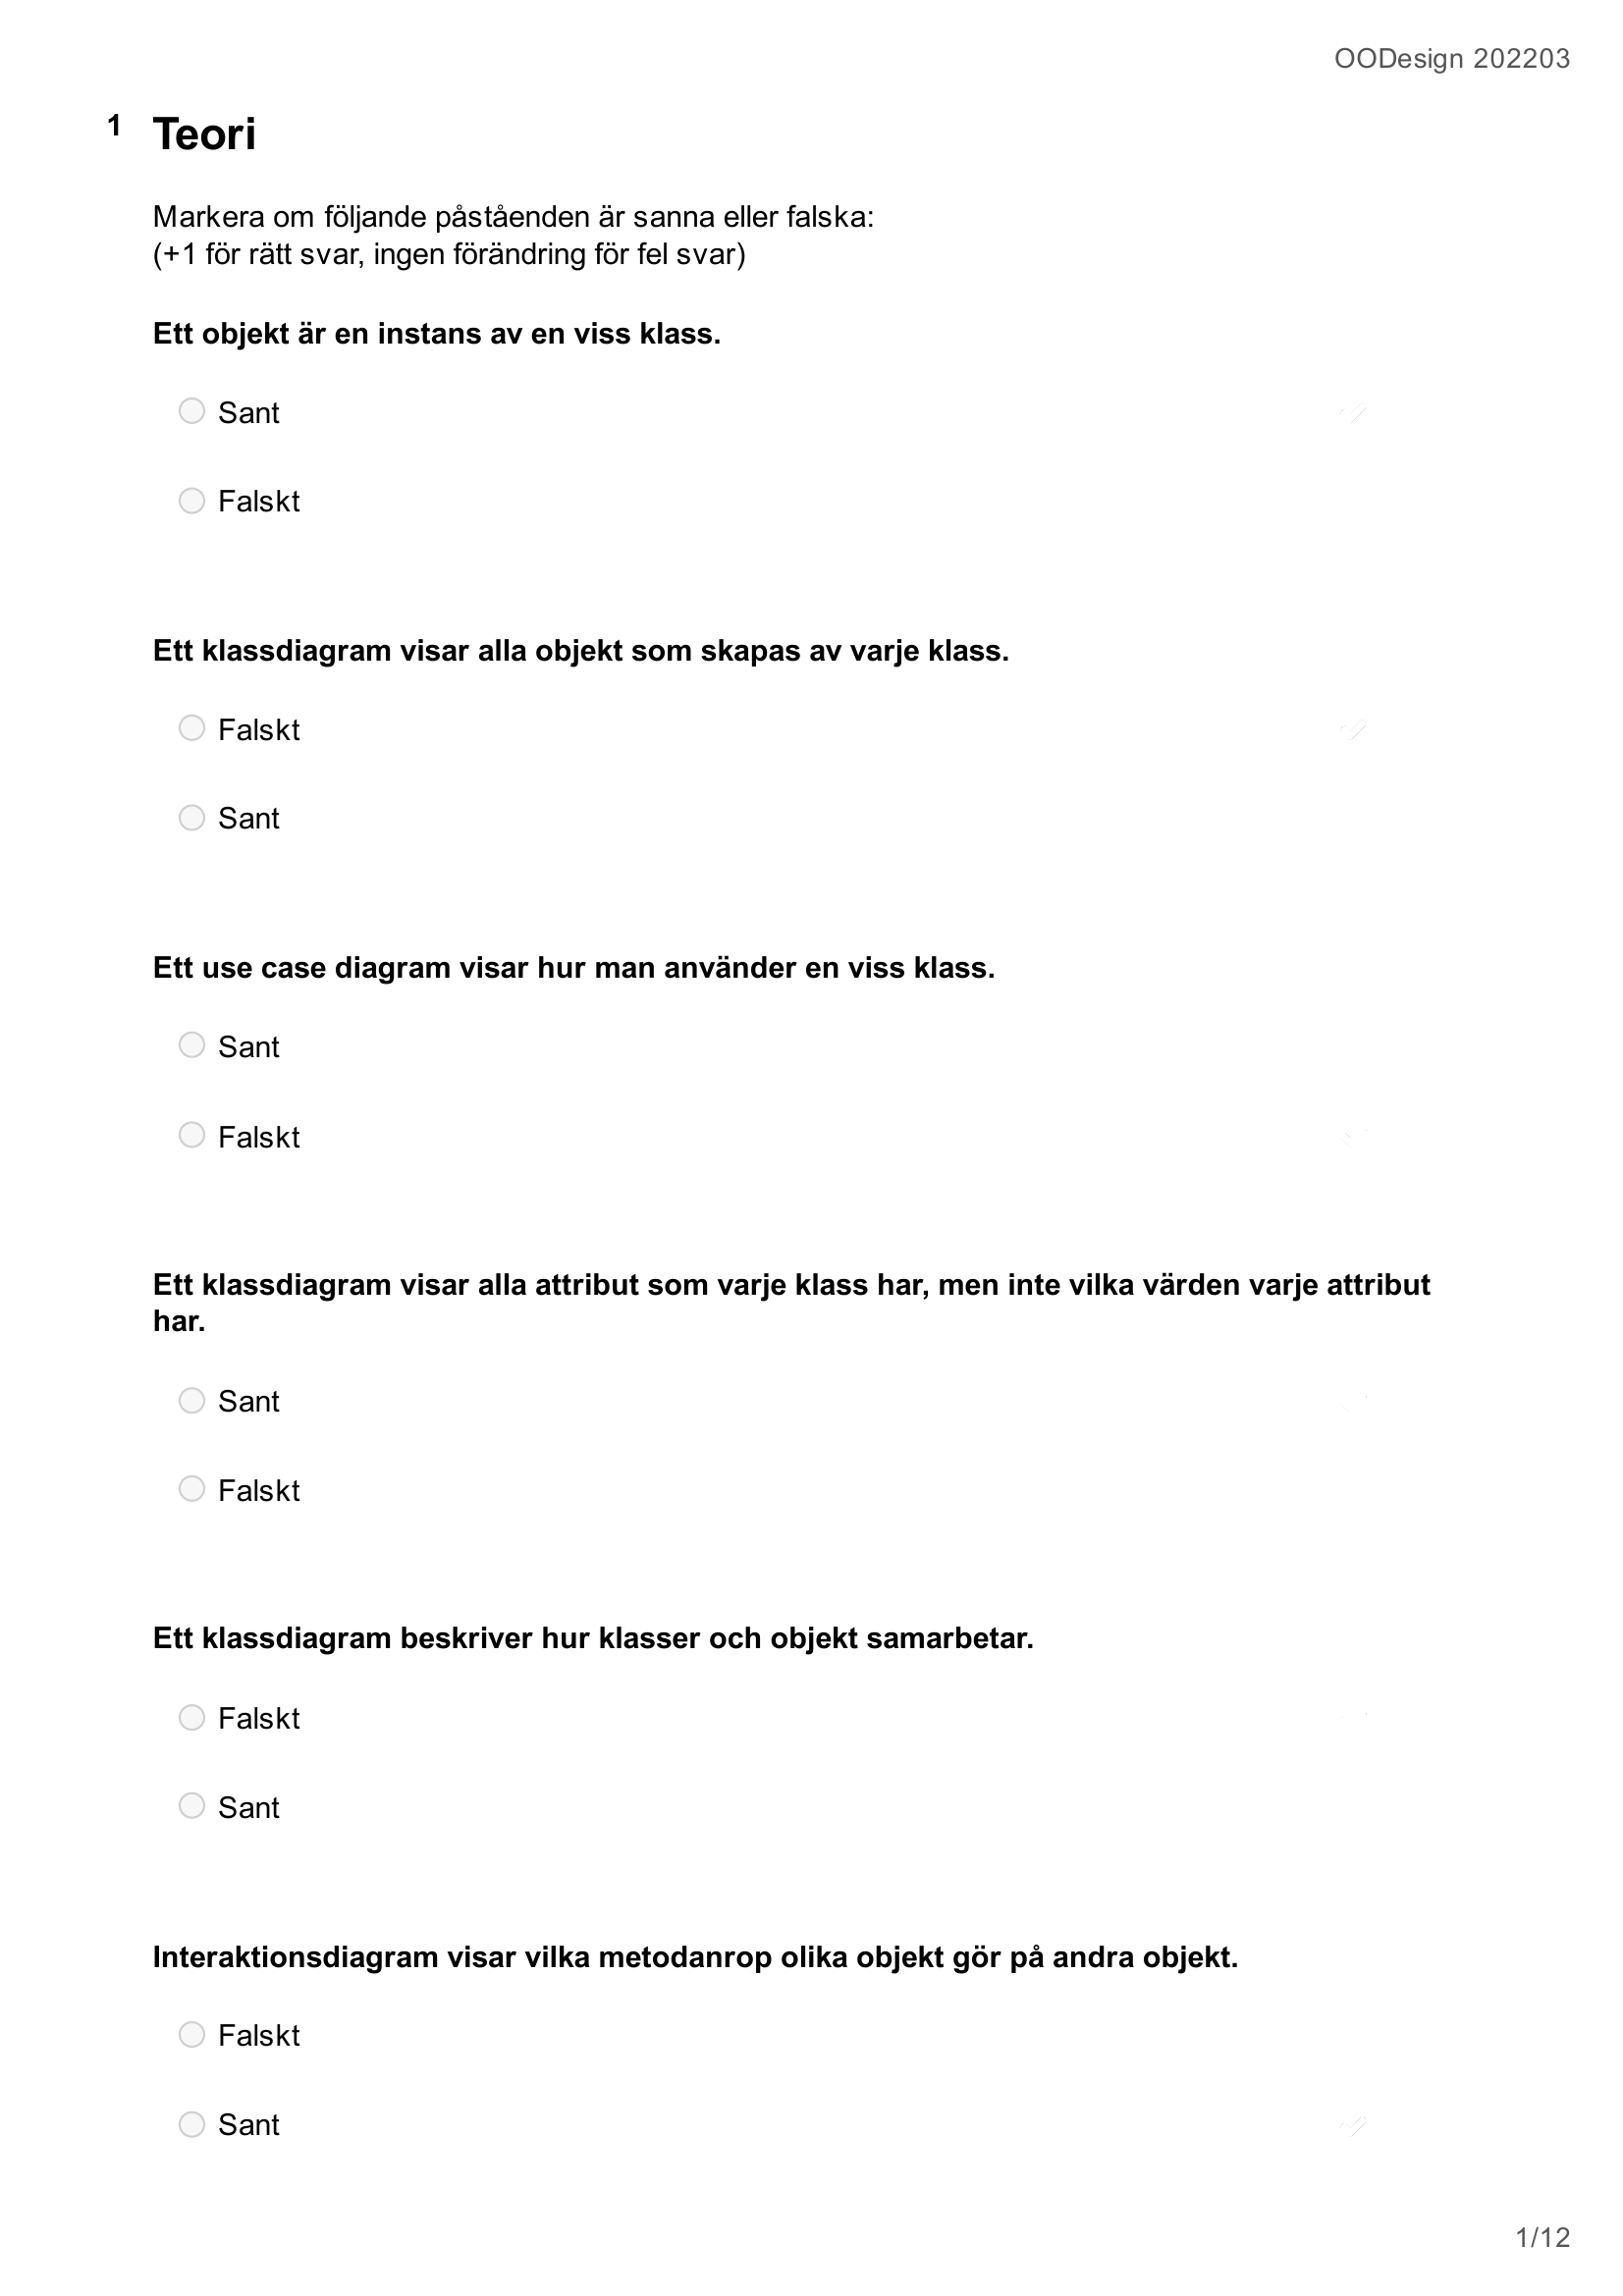 OODesign 202203
1 Teori
Markera om följande påståenden är sanna eller falska:
(+1 för rätt svar, ingen förändring för fel svar)
Ett objekt är en instans av en viss klass.
Sant
Falskt
Ett klassdiagram visar alla objekt som skapas av varje klass.
Falskt
Sant
Ett use case diagram visar hur man använder en viss klass.
Sant
Falskt
Ett klassdiagram visar alla attribut som varje klass har, men inte vilka värden varje attribut
har.
Sant
Falskt
Ett klassdiagram beskriver hur klasser och objekt samarbetar.
Falskt
Sant
Interaktionsdiagram visar vilka metodanrop olika objekt gör på andra objekt.
Falskt
Sant
1/12